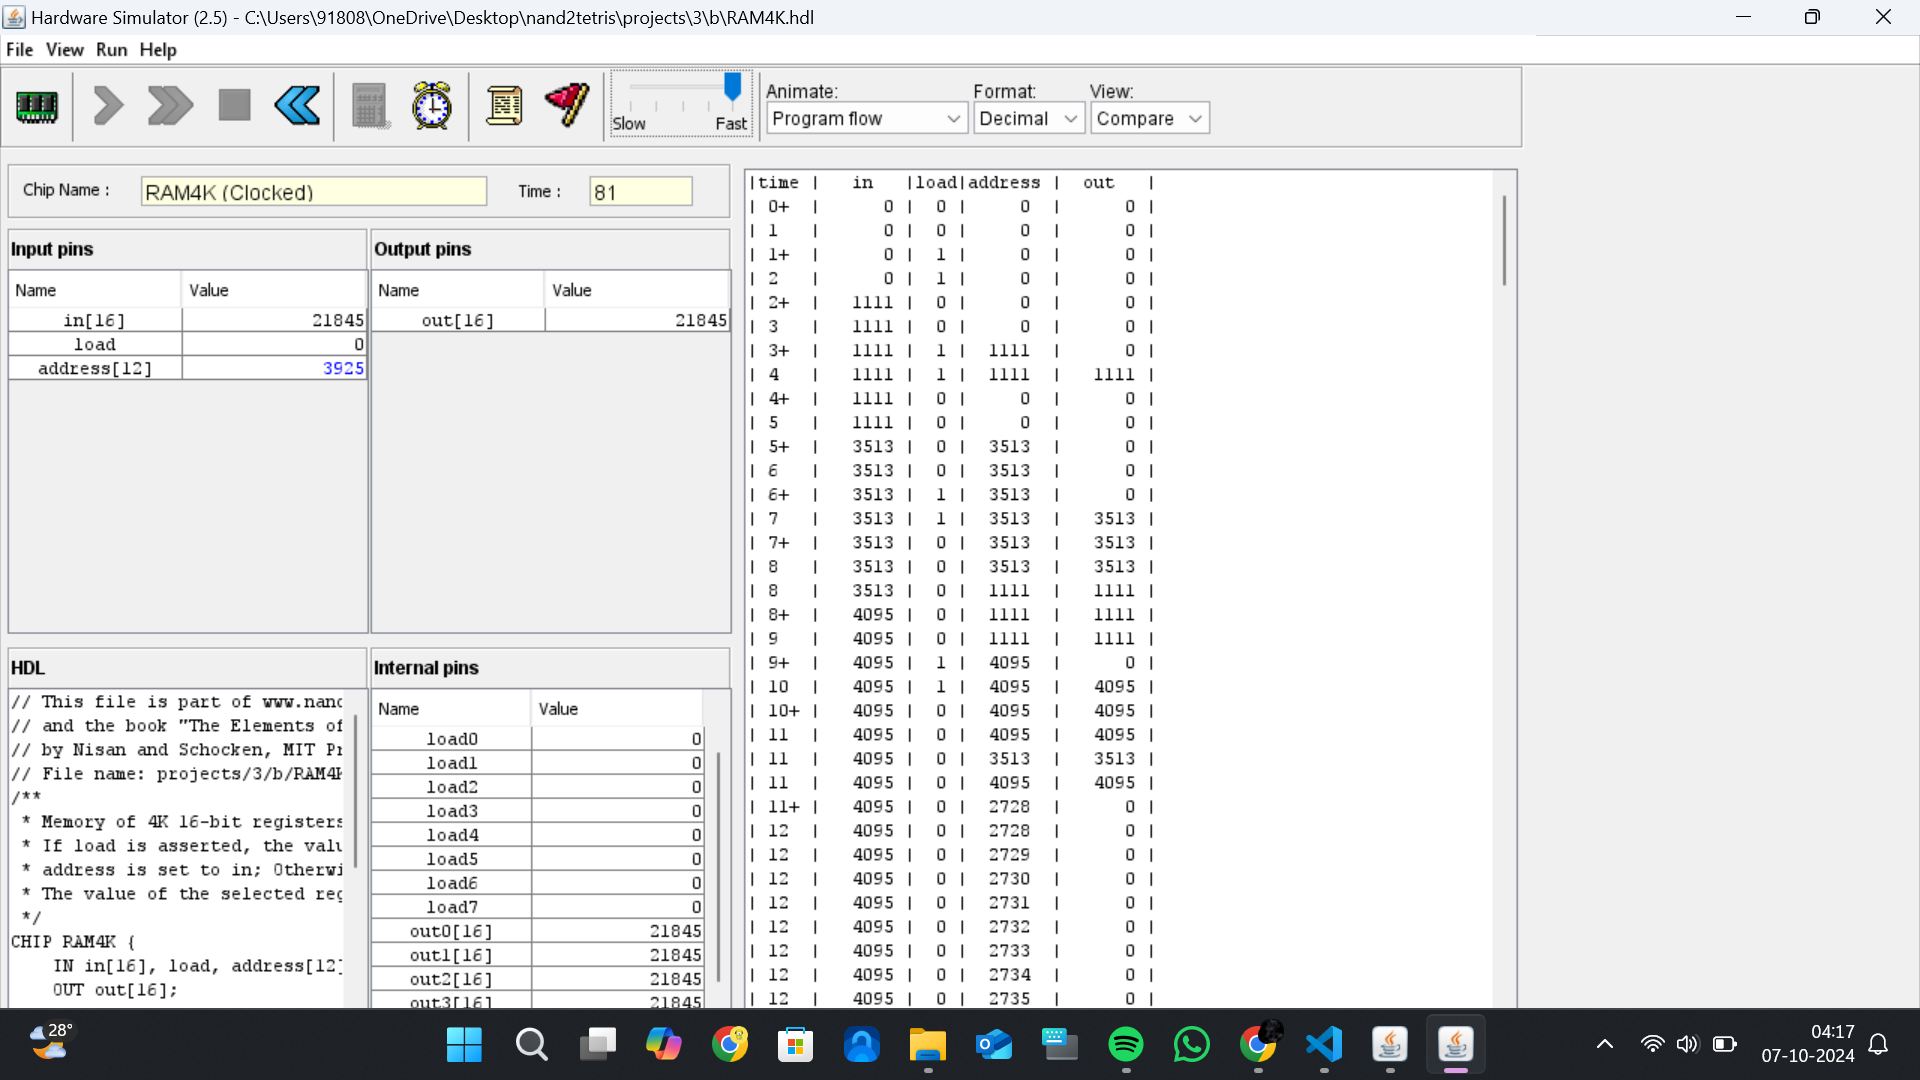 Hardware Simulator (2.5) - C:\Users\91808\OneDrive\Desktop\nand2tetris\projects\3\b\RAM4K.hdl
File View Run Help
Slow Fast
Animate: Format: View:
Program flow Decimal Compare
Chip Name : RAM4K (Clocked) Time : 81
Input pins
Name Value
in[16] 21845
load 0
address[12] 3925
Output pins
Name Value
out[16] 21845
HDL
// This file is part of www.nanc
// and the book "The Elements of
// by Nisan and Schocken, MIT Pr
// File name: projects/3/b/RAM4K
/**
* Memory of 4K 16-bit registers
* If load is asserted, the valu
* address is set to in; Otherwi
* The value of the selected reg
*/
CHIP RAM4K {
IN in[16], load, address[12]
OUT out[16];
Internal pins
Name Value
load0 0
load1 0
load2 0
load3 0
load4 0
load5 0
load6 0
load7 0
out0[16] 21845
out1[16] 21845
out2[16] 21845
out3[16] 21845
|time | in |load|address | out |
| 0+ | 0 | 0 | 0 | 0 |
| 1 | 0 | 0 | 0 | 0 |
| 1+ | 0 | 1 | 0 | 0 |
| 2 | 0 | 1 | 0 | 0 |
| 2+ | 1111 | 0 | 0 | 0 |
| 3 | 1111 | 0 | 0 | 0 |
| 3+ | 1111 | 1 | 1111 | 0 |
| 4 | 1111 | 1 | 1111 | 1111 |
| 4+ | 1111 | 0 | 0 | 0 |
| 5 | 1111 | 0 | 0 | 0 |
| 5+ | 3513 | 0 | 3513 | 0 |
| 6 | 3513 | 0 | 3513 | 0 |
| 6+ | 3513 | 1 | 3513 | 0 |
| 7 | 3513 | 1 | 3513 | 3513 |
| 7+ | 3513 | 0 | 3513 | 3513 |
| 8 | 3513 | 0 | 3513 | 3513 |
| 8 | 3513 | 0 | 1111 | 1111 |
| 8+ | 4095 | 0 | 1111 | 1111 |
| 9 | 4095 | 0 | 1111 | 1111 |
| 9+ | 4095 | 1 | 4095 | 0 |
| 10 | 4095 | 1 | 4095 | 4095 |
| 10+ | 4095 | 0 | 4095 | 4095 |
| 11 | 4095 | 0 | 4095 | 4095 |
| 11 | 4095 | 0 | 3513 | 3513 |
| 11 | 4095 | 0 | 4095 | 4095 |
| 11+ | 4095 | 0 | 2728 | 0 |
| 12 | 4095 | 0 | 2728 | 0 |
| 12 | 4095 | 0 | 2729 | 0 |
| 12 | 4095 | 0 | 2730 | 0 |
| 12 | 4095 | 0 | 2731 | 0 |
| 12 | 4095 | 0 | 2732 | 0 |
| 12 | 4095 | 0 | 2733 | 0 |
| 12 | 4095 | 0 | 2734 | 0 |
| 12 | 4095 | 0 | 2735 | 0 |
28°
04:17
07-10-2024